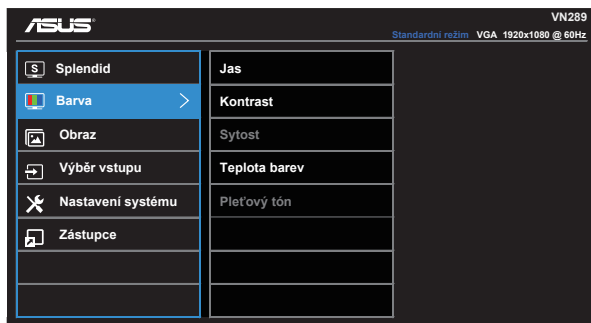 ASUS
VN289
Standardní režim VGA 1920x1080 @ 60Hz
S Splendid
Barva
Obraz
Výběr vstupu
Nastavení systému
Zástupce
Jas
Kontrast
Sytost
Teplota barev
Pleťový tón